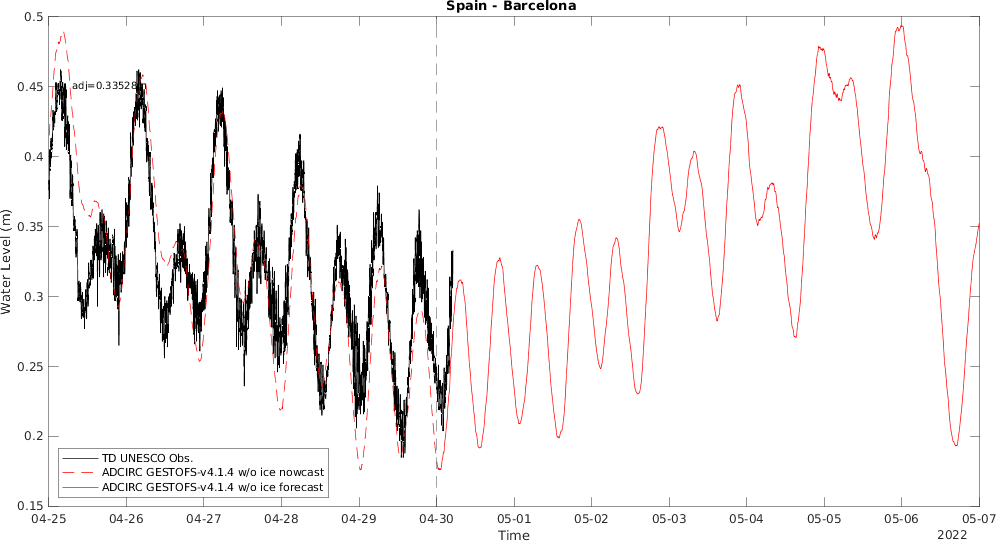 Spain - Barcelona
0.5
0.45
0.4
0.35
0.3
0.25
0.2
0.15
Water Level (m)
adj=0.33528
TD UNESCO Obs.
ADCIRC GESTOFS-v4.1.4 w/o ice nowcast
ADCIRC GESTOFS-v4.1.4 w/o ice forecast
04-25 04-26 04-27 04-28 04-29 04-30 05-01 05-02 05-03 05-04 05-05 05-06 05-07
Time
2022